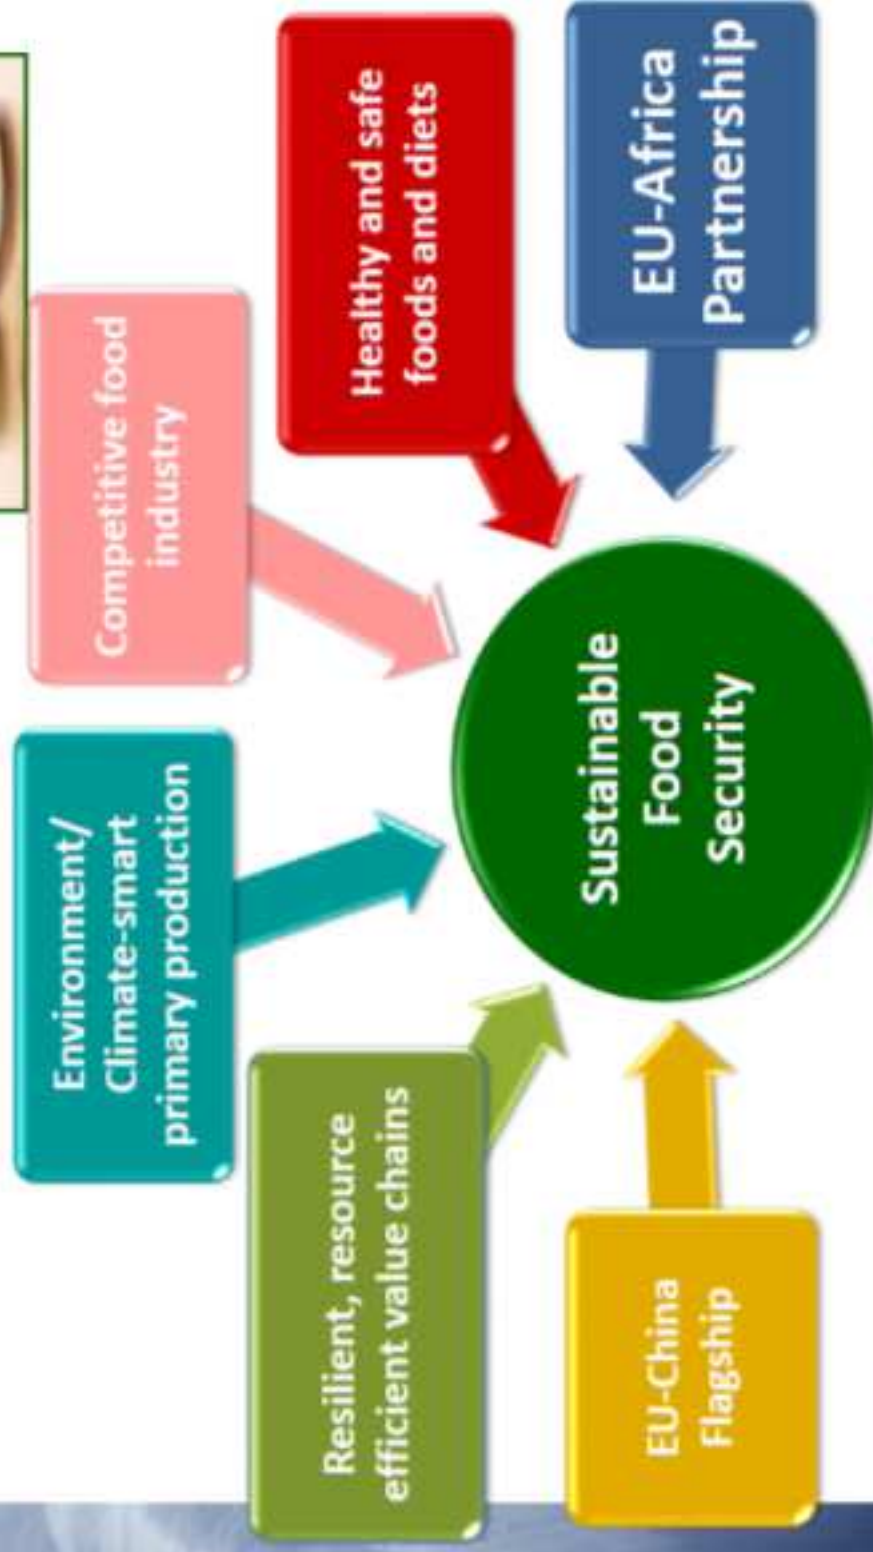 Environment/
Climate-smart
primary production
Competitive food
industry
Resilient, resource
efficient value chains
Healthy and safe
foods and diets
EU-China
Flagship
Sustainable
Food
Security
EU-Africa
Partnership